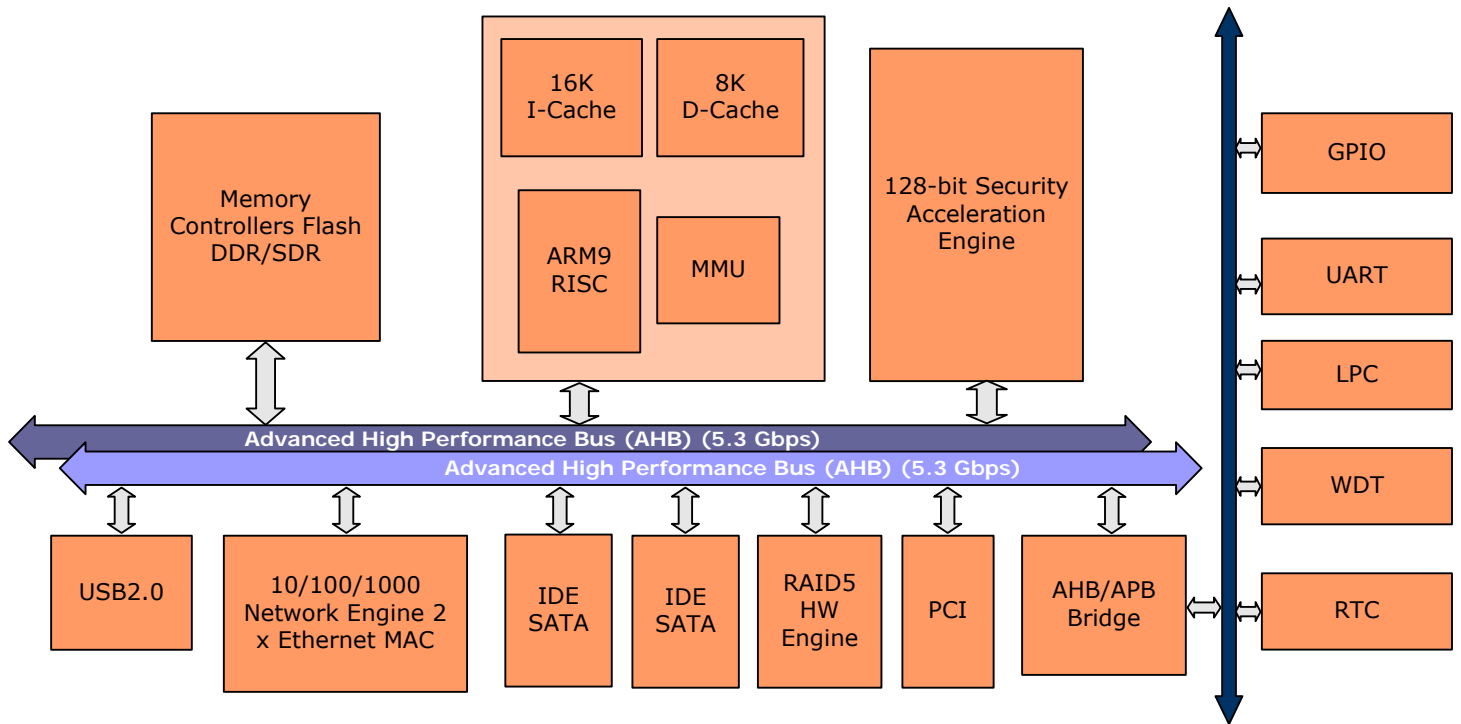 16K
I-Cache
8K
D-Cache
Memory
Controllers Flash
DDR/SDR
ARM9
RISC
MMU
128-bit Security
Acceleration
Engine
GPIO
UART
LPC
WDT
RTC
Advanced High Performance Bus (AHB) (5.3 Gbps)
Advanced High Performance Bus (AHB) (5.3 Gbps)
USB2.0
10/100/1000
Network Engine 2
x Ethernet MAC
IDE
SATA
IDE
SATA
RAID5
HW
Engine
PCI
AHB/APB
Bridge